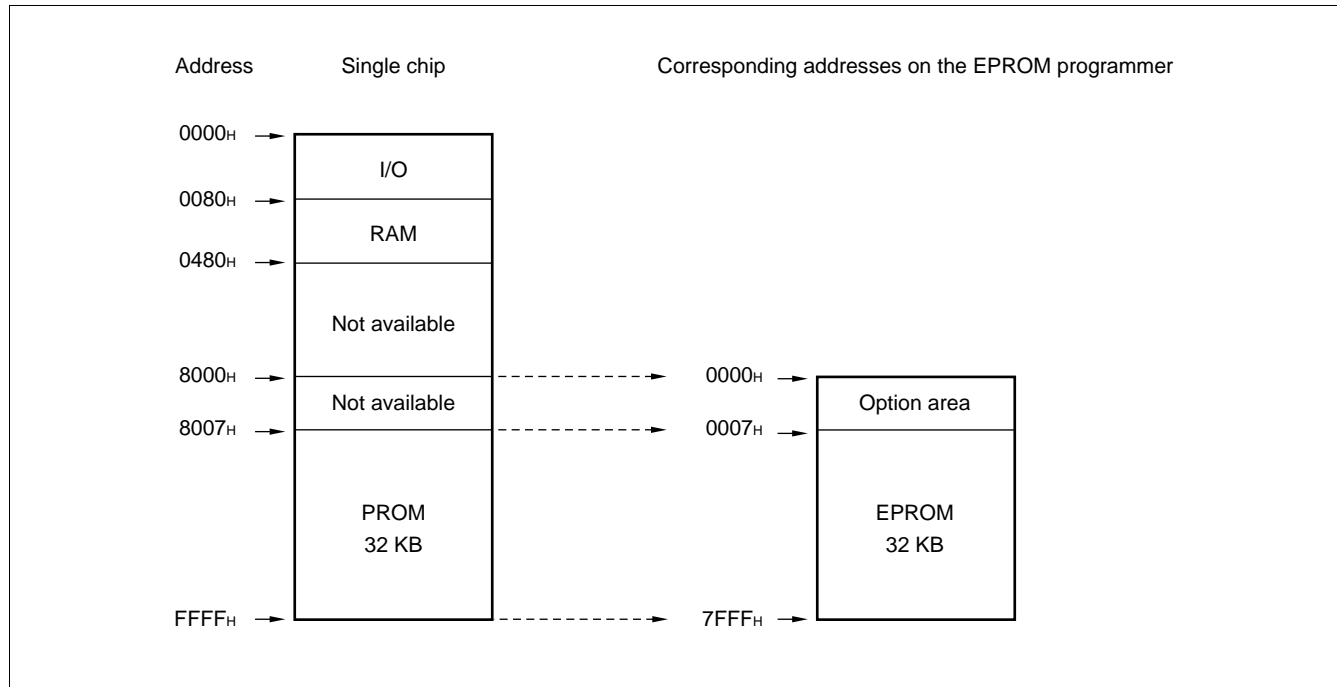 Address Single chip Corresponding addresses on the EPROM programmer
0000H
I/O
0080H
RAM
0480H
Not available
8000H 0000H
Not available Option area
8007H 0007H
PROM EPROM
32 KB 32 KB
FFFFH 7FFFH